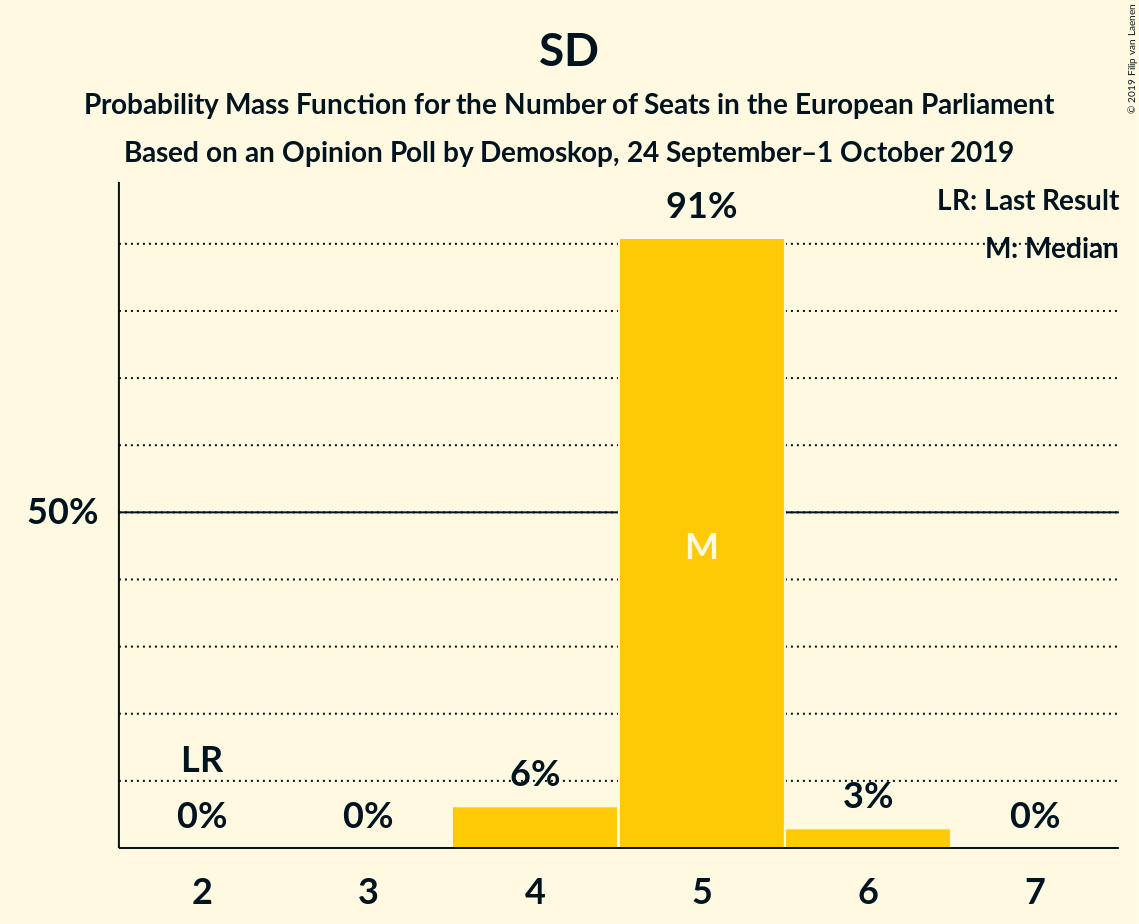 SD
Probability Mass Function for the Number of Seats in the European Parliament
Based on an Opinion Poll by Demoskop, 24 September–1 October 2019
© 2019 Filip van Laenen
LR: Last Result
M: Median
91%
50%
M
LR
0%
0%
6%
3%
0%
2 3 4 5 6 7